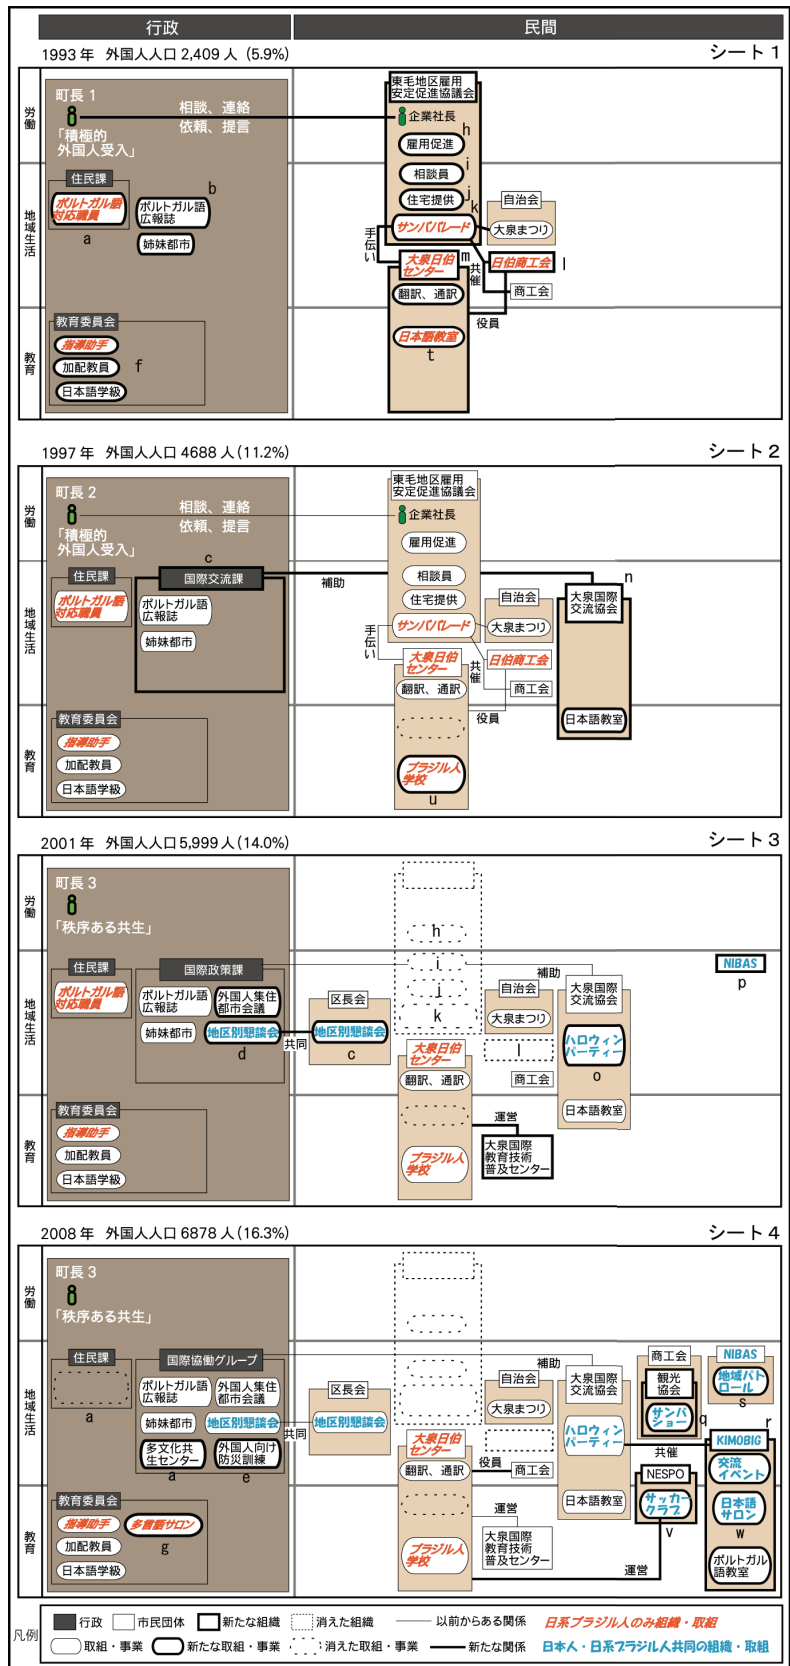 行政
民間
1993年 外国人人口2,409人 (5.9%)
シート1
労働
町長1
「積極的
外国人受入」
相談、連絡
依頼、提言
東毛地区雇用
安定促進協議会
企業社長
h
雇用促進
i
相談員
j
住宅提供
k
サンバパレード
地域生活
住民課
ポルトガル語
対応職員
a
b
ポルトガル語
広報誌
姉妹都市
自治会
大泉まつり
手伝い
大泉日伯
センター
m
共催
日伯商工会
l
商工会
翻訳、通訳
役員
教育
教育委員会
指導助手
加配教員
f
日本語学級
日本語教室
t
1997年 外国人人口4688人(11.2%)
シート2
労働
町長2
「積極的
外国人受入」
相談、連絡
依頼、提言
東毛地区雇用
安定促進協議会
企業社長
雇用促進
相談員
住宅提供
サンバパレード
地域生活
住民課
ポルトガル語
対応職員
c
国際交流課
ポルトガル語
広報誌
姉妹都市
補助
自治会
大泉まつり
n
大泉国際
交流協会
手伝い
大泉日伯
センター
共催
日伯商工会
商工会
翻訳、通訳
役員
日本語教室
教育
教育委員会
指導助手
加配教員
日本語学級
ブラジル人
学校
u
2001年 外国人人口5,999人(14.0%)
シート3
労働
町長3
「秩序ある共生」
h
i
j
k
地域生活
住民課
ポルトガル語
対応職員
国際政策課
ポルトガル語
広報誌
外国人集住
都市会議
姉妹都市
地区別懇談会
d
共同
区長会
地区別懇談会
c
補助
自治会
大泉まつり
l
商工会
大泉国際
交流協会
ハロウィン
パーティー
o
日本語教室
NIBAS
p
大泉日伯
センター
翻訳、通訳
教育
教育委員会
指導助手
加配教員
日本語学級
ブラジル人
学校
運営
大泉国際
教育技術
普及センター
2008年 外国人人口6878人(16.3%)
シート4
労働
町長3
「秩序ある共生」
地域生活
住民課
a
国際協働グループ
ポルトガル語
広報誌
外国人集住
都市会議
姉妹都市
地区別懇談会
多文化共
生センター
a
外国人向け
防災訓練
e
共同
区長会
地区別懇談会
補助
自治会
大泉まつり
大泉国際
交流協会
ハロウィン
パーティー
日本語教室
商工会
観光
協会
サンバ
ショー
q
NIBAS
地域パト
ロール
s
r
共催
KIMOBIG
交流
イベント
日本語
サロン
w
ポルトガル
語教室
NESPO
サッカー
クラブ
v
大泉日伯
センター
翻訳、通訳
役員
商工会
教育
教育委員会
指導助手
多言語サロン
g
加配教員
日本語学級
ブラジル人
学校
運営
大泉国際
教育技術
普及センター
運営
凡例
行政
市民団体
新たな組織
消えた組織
以前からある関係
日系ブラジル人のみ組織・取組
取組・事業
新たな取組・事業
消えた取組・事業
新たな関係
日本人・日系ブラジル人共同の組織・取組